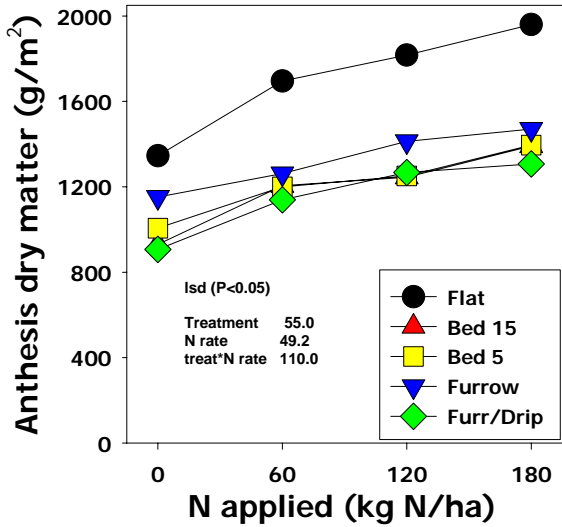 Anthesis dry matter (g/m²)
2000
1600
1200
800
400
0
lsd (P<0.05)
Treatment 55.0
N rate 49.2
treat*N rate 110.0
Flat
Bed 15
Bed 5
Furrow
Furr/Drip
0 60 120 180
N applied (kg N/ha)